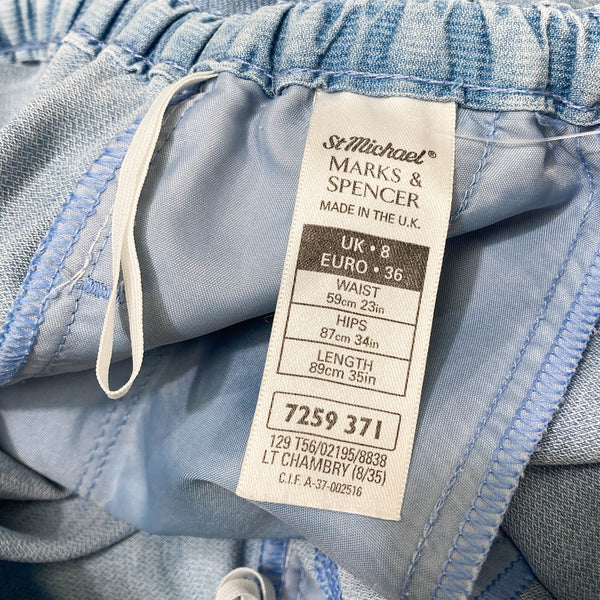 St Michael®
MARKS &
SPENCER
MADE IN THE U.K.
UK • 8
EURO • 36
WAIST
59cm 23in
HIPS
87cm 34in
LENGTH
89cm 35in
7259 371
129 T56/02195/8838
LT CHAMBRY (8/35)
C.I.F. A-37-002516